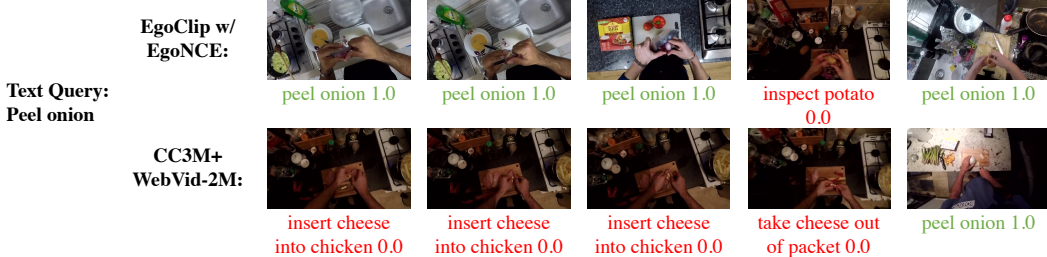 EgoClip w/
EgoNCE:
Text Query:
Peel onion
peel onion 1.0
peel onion 1.0
peel onion 1.0
inspect potato
0.0
peel onion 1.0
CC3M+
WebVid-2M:
insert cheese
into chicken 0.0
insert cheese
into chicken 0.0
insert cheese
into chicken 0.0
take cheese out
of packet 0.0
peel onion 1.0